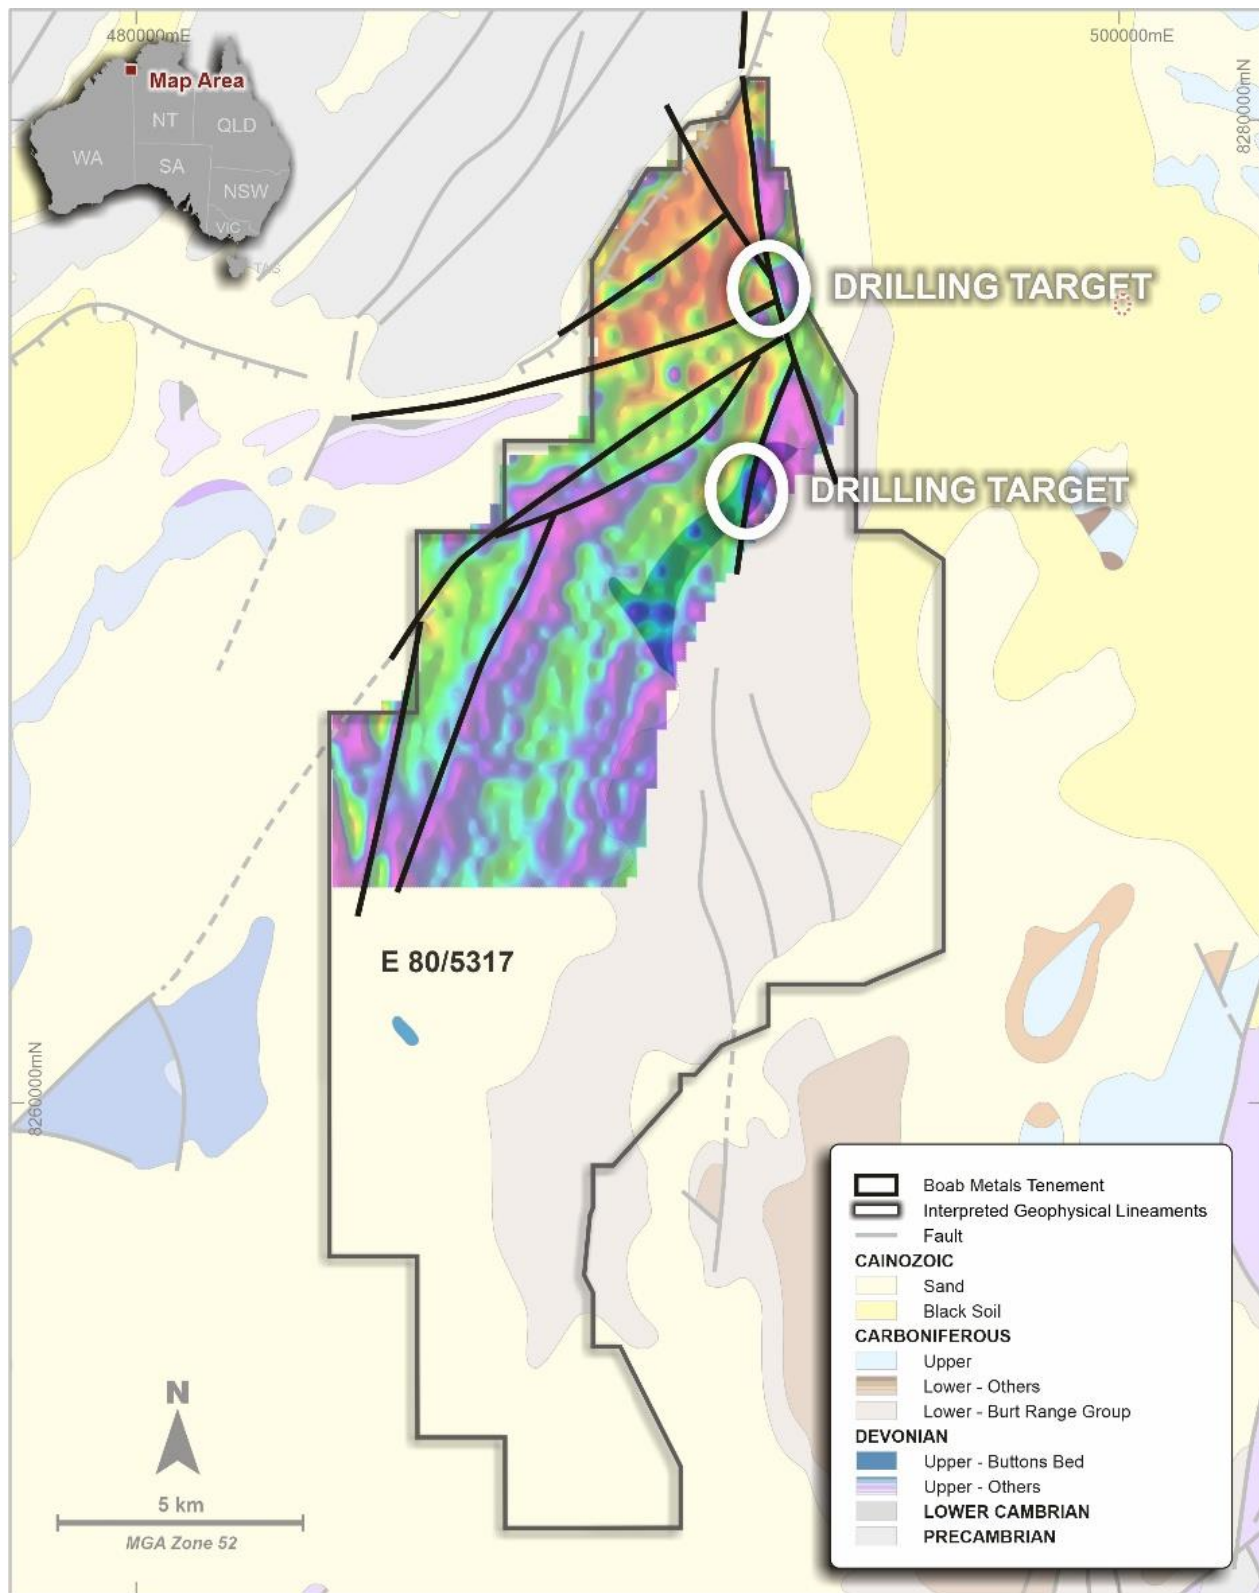 480000mE
500000mE
8280000mN
Map Area
NT
QLD
WA
SA
NSW
VIC
TAS
DRILLING TARGET
DRILLING TARGET
E 80/5317
8260000mN
Boab Metals Tenement
Interpreted Geophysical Lineaments
Fault
CAINOZOIC
Sand
Black Soil
CARBONIFEROUS
Upper
Lower - Others
Lower - Burt Range Group
DEVONIAN
Upper - Buttons Bed
Upper - Others
LOWER CAMBRIAN
PRECAMBRIAN
N
5 km
MGA Zone 52